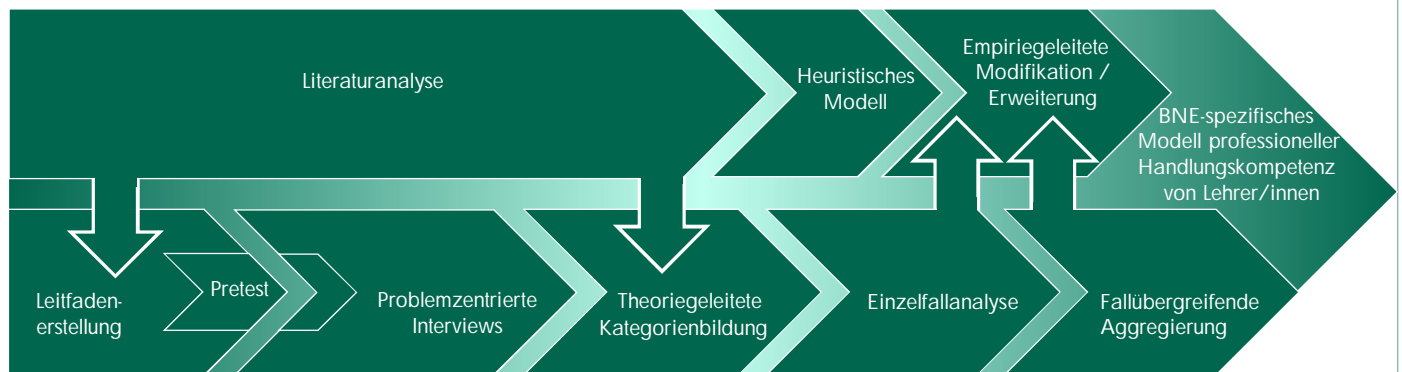 Literaturanalyse
Heuristisches
Modell
Empiriegeleitete
Modifikation /
Erweiterung
BNE-spezifisches
Modell professioneller
Handlungskompetenz
von Lehrer/innen
Leitfaden-
erstellung
Pretest
Problemzentrierte
Interviews
Theoriegeleitete
Kategorienbildung
Einzelfallanalyse
Fallübergreifende
Aggregierung